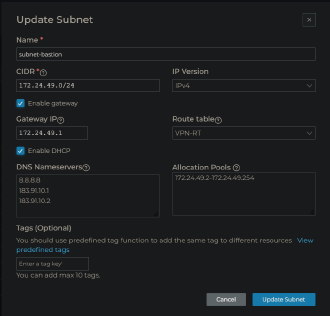 Update Subnet
Name *
subnet-bastion
CIDR * IP Version
172.24.49.0/24 IPv4
Enable gateway
Gateway IP Route table
172.24.49.1 VPN-RT
Enable DHCP
DNS Nameservers Allocation Pools
8.8.8.8 172.24.49.2-172.24.49.254
183.91.10.1
183.91.10.2
Tags (Optional)
You should use predefined tag function to add the same tag to different resources View
predefined tags
Enter a tag key!
You can add max 10 tags.
Cancel Update Subnet